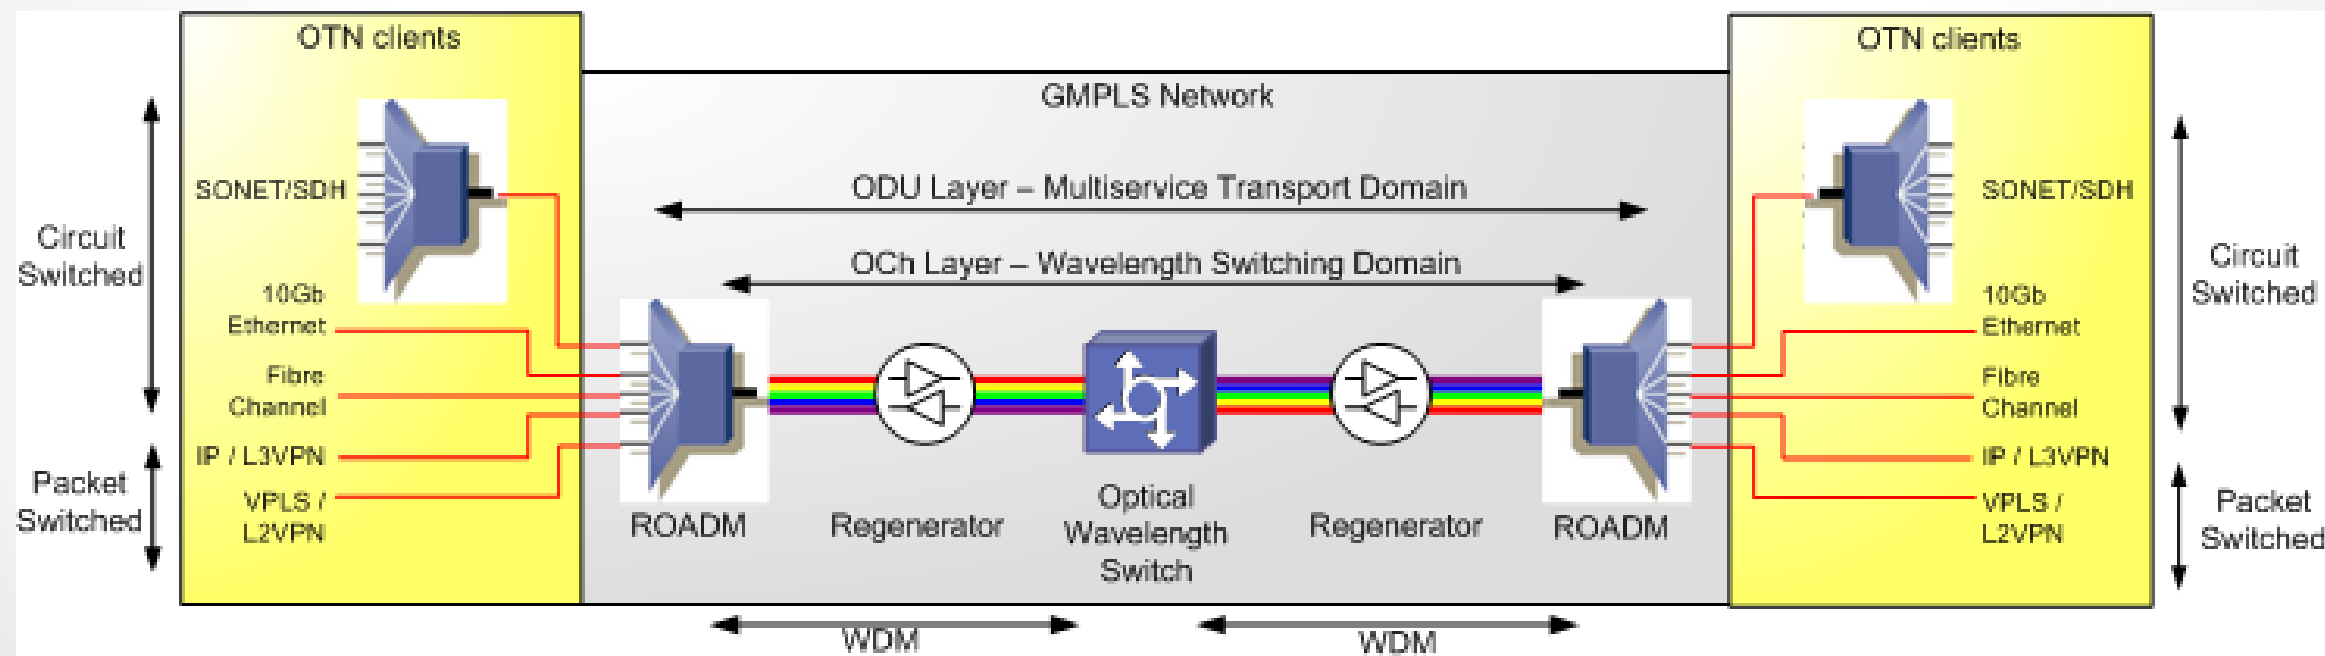 OTN clients
OTN clients
GMPLS Network
SONET/SDH
ODU Layer – Multiservice Transport Domain
SONET/SDH
Circuit
Switched
OCh Layer – Wavelength Switching Domain
Circuit
Switched
10Gb
Ethernet
10Gb
Ethernet
Fibre
Channel
Fibre
Channel
IP / L3VPN
IP / L3VPN
Packet
Switched
VPLS /
L2VPN
ROADM
Regenerator
Optical
Wavelength
Switch
Regenerator
ROADM
VPLS /
L2VPN
Packet
Switched
WDM
WDM